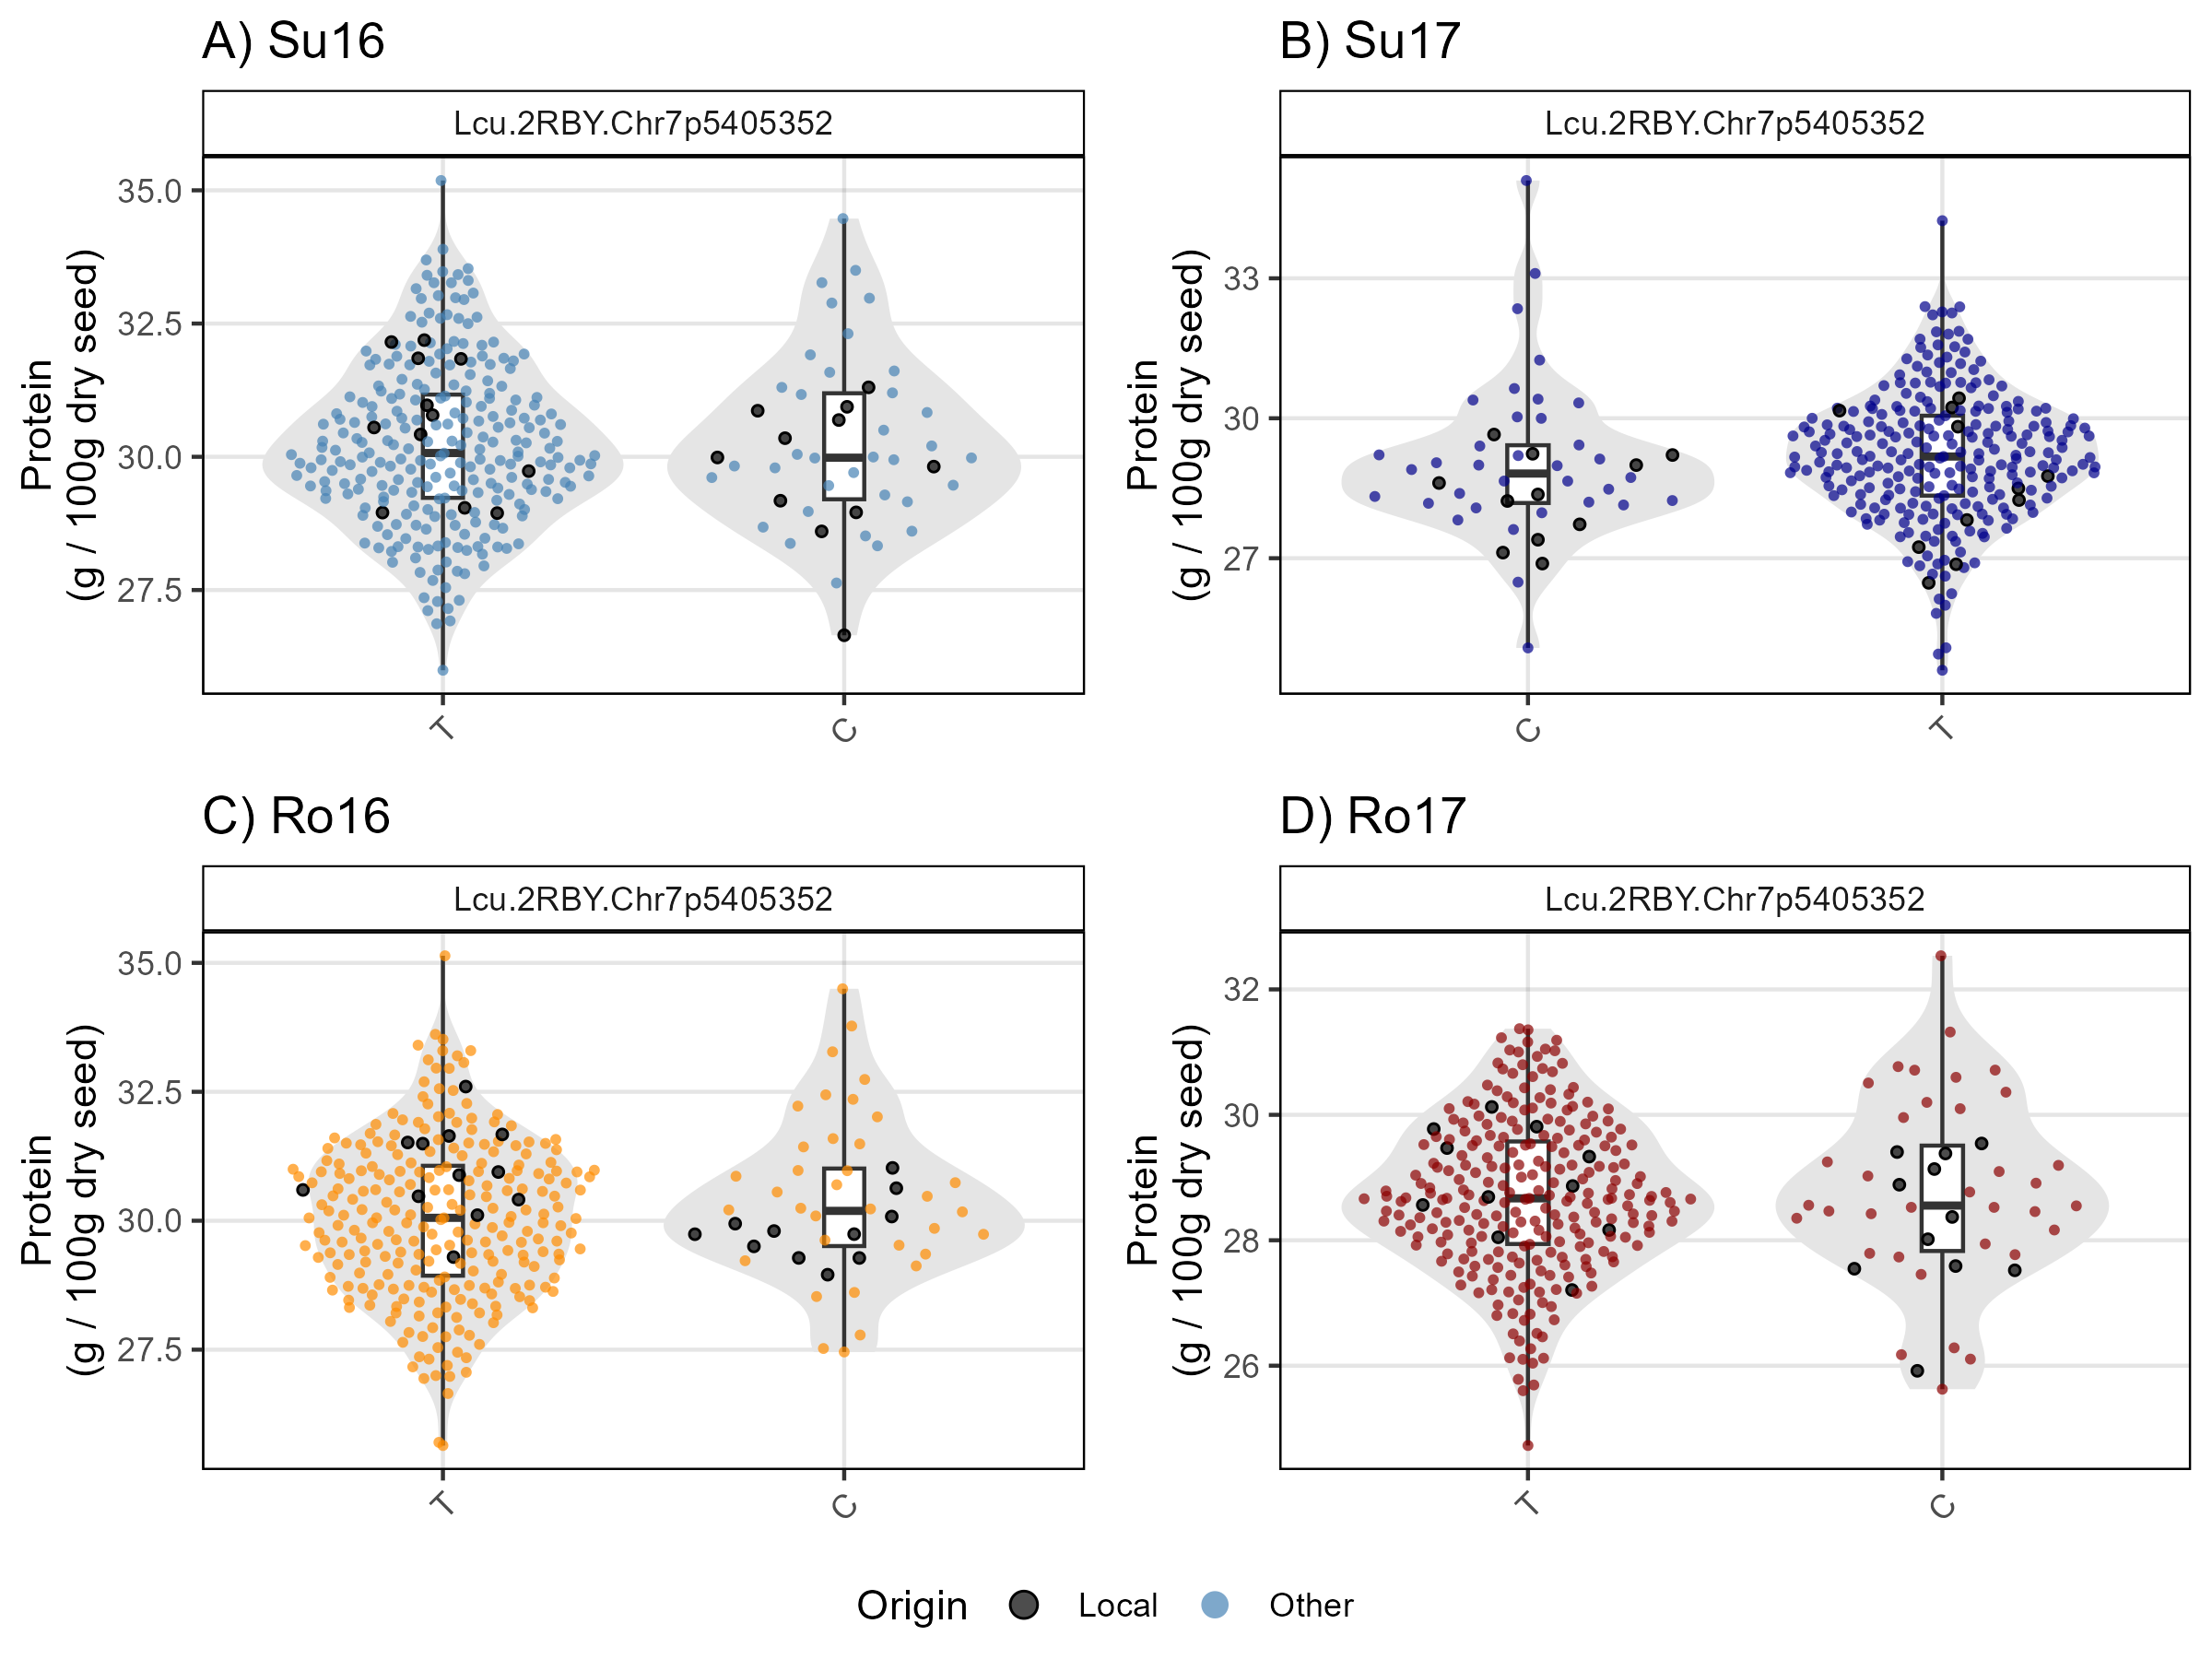 A) Su16
Lcu.2RBY.Chr7p5405352
Protein
(g / 100g dry seed)
35.0
32.5
30.0
27.5
T
C
B) Su17
Lcu.2RBY.Chr7p5405352
Protein
(g / 100g dry seed)
33
30
27
C
T
C) Ro16
Lcu.2RBY.Chr7p5405352
Protein
(g / 100g dry seed)
35.0
32.5
30.0
27.5
T
C
D) Ro17
Lcu.2RBY.Chr7p5405352
Protein
(g / 100g dry seed)
32
30
28
26
T
C
Origin Local Other